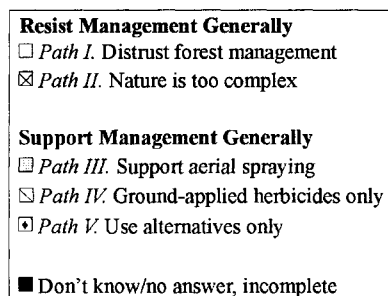 Resist Management Generally
Path I. Distrust forest management
Path II. Nature is too complex
Support Management Generally
Path III. Support aerial spraying
Path IV. Ground-applied herbicides only
Path V. Use alternatives only
Don't know/no answer, incomplete